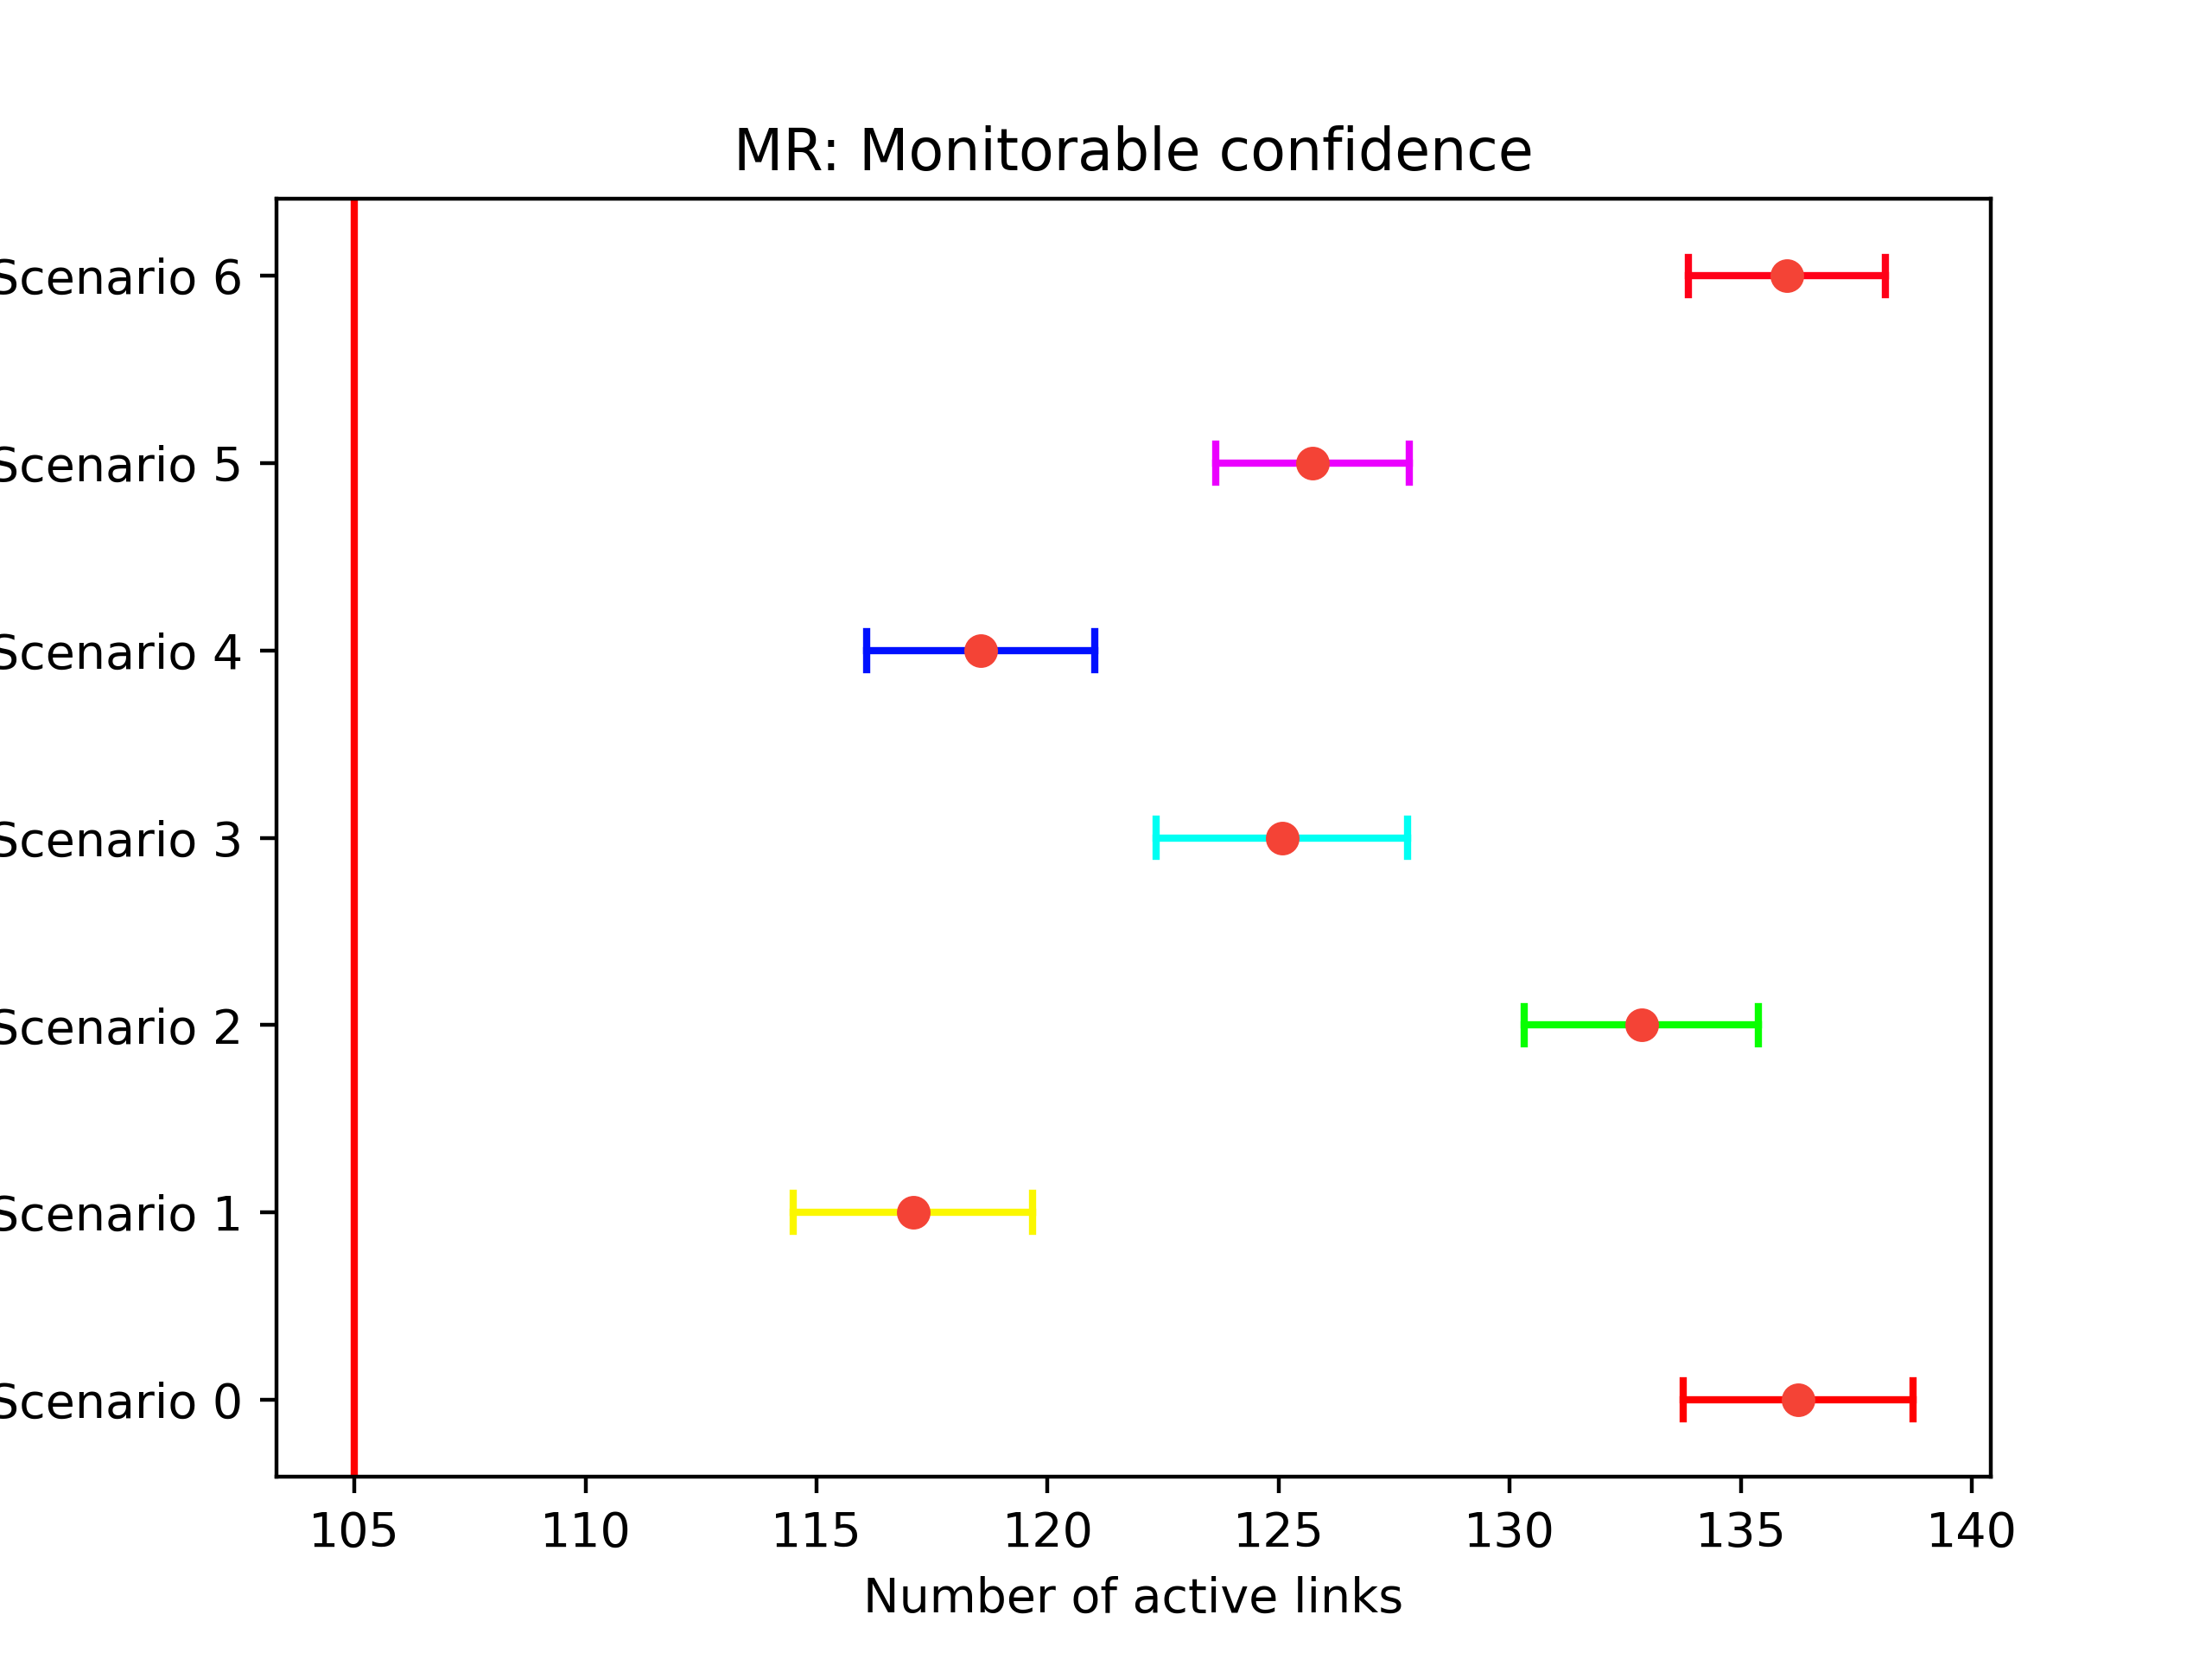 MR: Monitorable confidence
Scenario 6
Scenario 5
Scenario 4
Scenario 3
Scenario 2
Scenario 1
Scenario 0
105 110 115 120 125 130 135 140
Number of active links